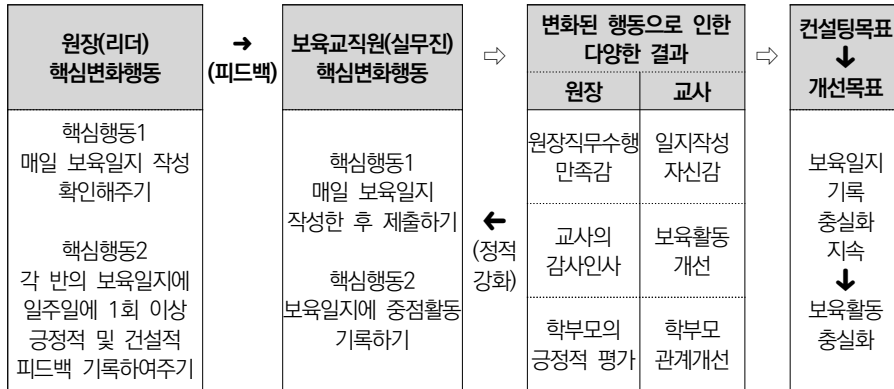 원장(리더)
핵심변화행동
➜
(피드백)
보육교직원(실무진)
핵심변화행동
⇨
변화된 행동으로 인한
다양한 결과
원장
교사
⇨
컨설팅목표
↓
개선목표
핵심행동1
매일 보육일지 작성
확인해주기
핵심행동2
각 반의 보육일지에
일주일에 1회 이상
긍정적 및 건설적
피드백 기록하여주기
핵심행동1
매일 보육일지
작성한 후 제출하기
핵심행동2
보육일지에 중점활동
기록하기
←
(정적
강화)
원장직무수행
만족감
일지작성
자신감
교사의
감사인사
보육활동
개선
학부모의
긍정적 평가
학부모
관계개선
보육일지
기록
충실화
지속
↓
보육활동
충실화